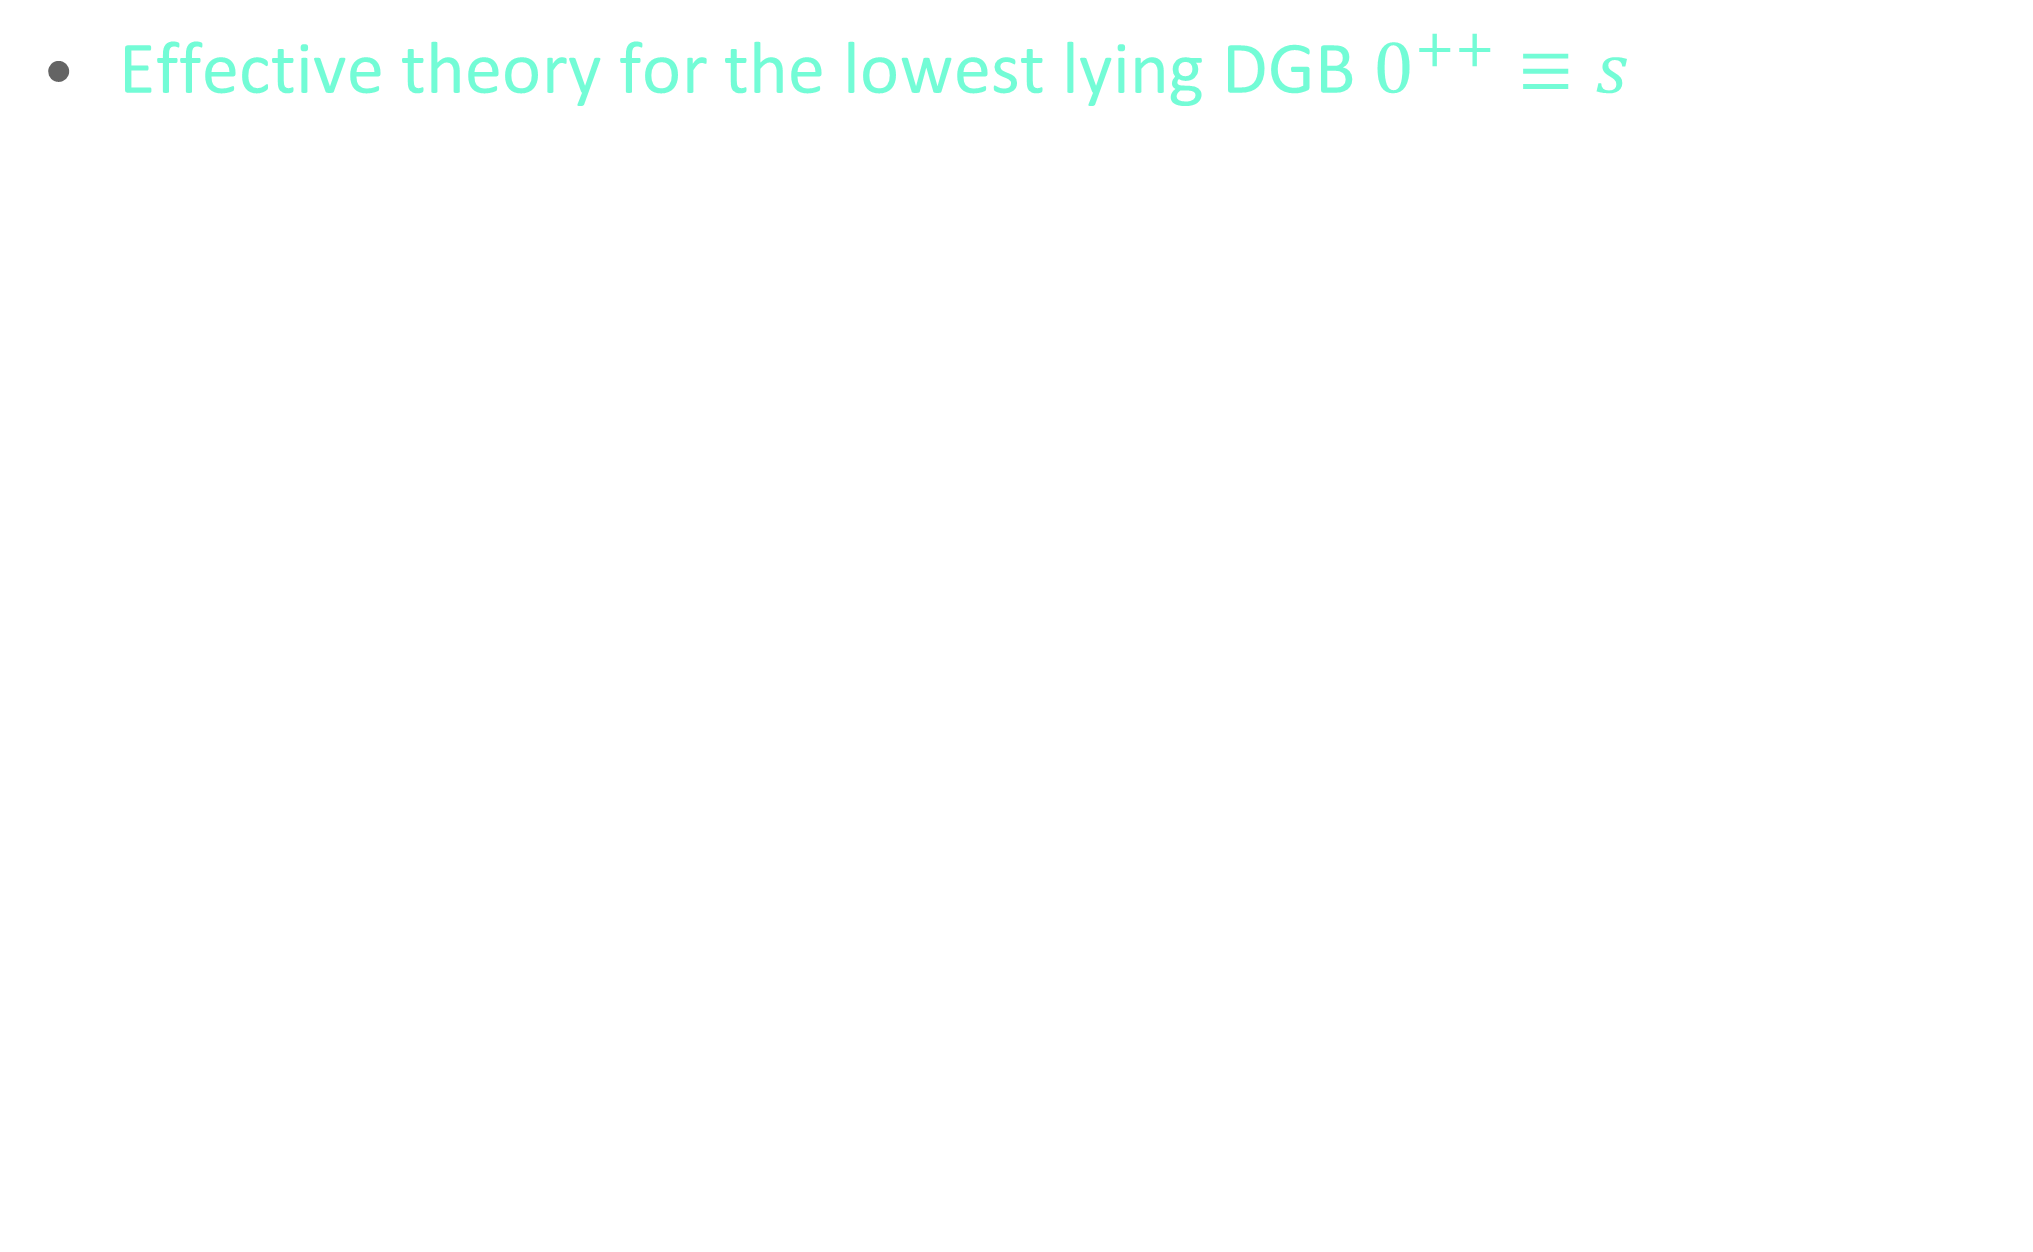 • Effective theory for the lowest lying DGB 0⁺⁺ ≡ s